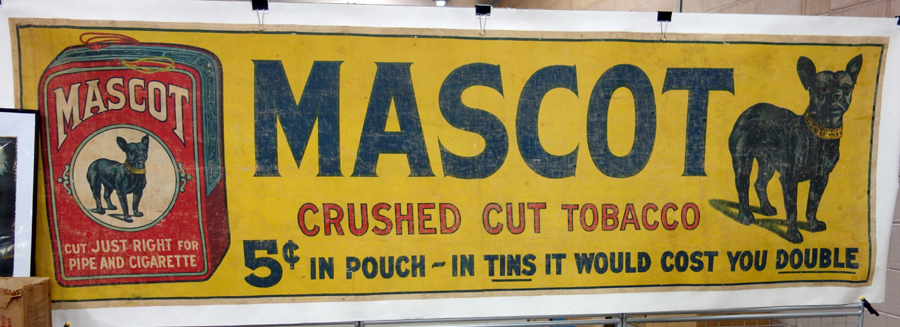 MASCOT
CUT JUST RIGHT FOR
PIPE AND CIGARETTE
MASCOT
CRUSHED CUT TOBACCO
5¢ IN POUCH - IN TINS IT WOULD COST YOU DOUBLE